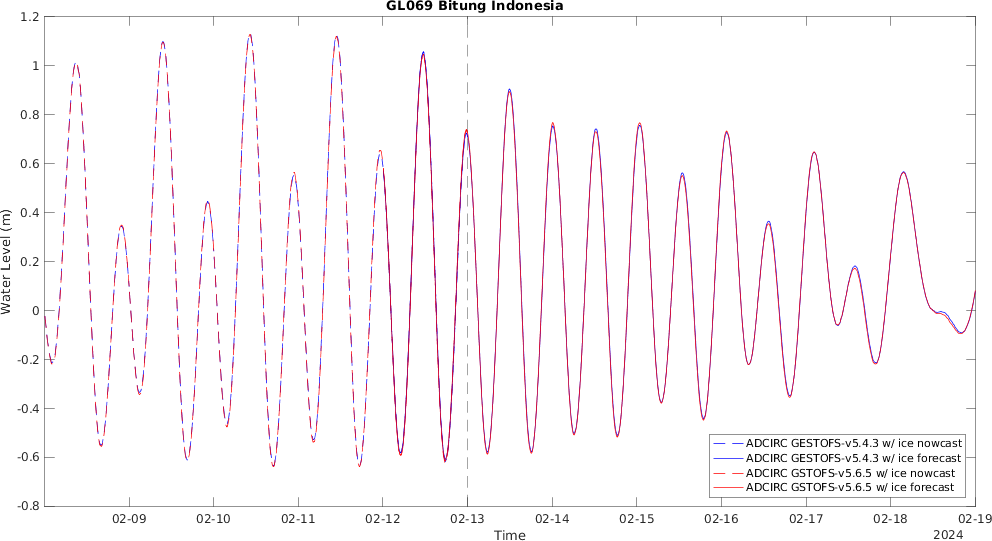 GL069 Bitung Indonesia
Water Level (m)
1.2
1
0.8
0.6
0.4
0.2
0
-0.2
-0.4
-0.6
-0.8
ADCIRC GESTOFS-v5.4.3 w/ ice nowcast
ADCIRC GESTOFS-v5.4.3 w/ ice forecast
ADCIRC GSTOFS-v5.6.5 w/ ice nowcast
ADCIRC GSTOFS-v5.6.5 w/ ice forecast
02-09 02-10 02-11 02-12 02-13 02-14 02-15 02-16 02-17 02-18 02-19
Time
2024